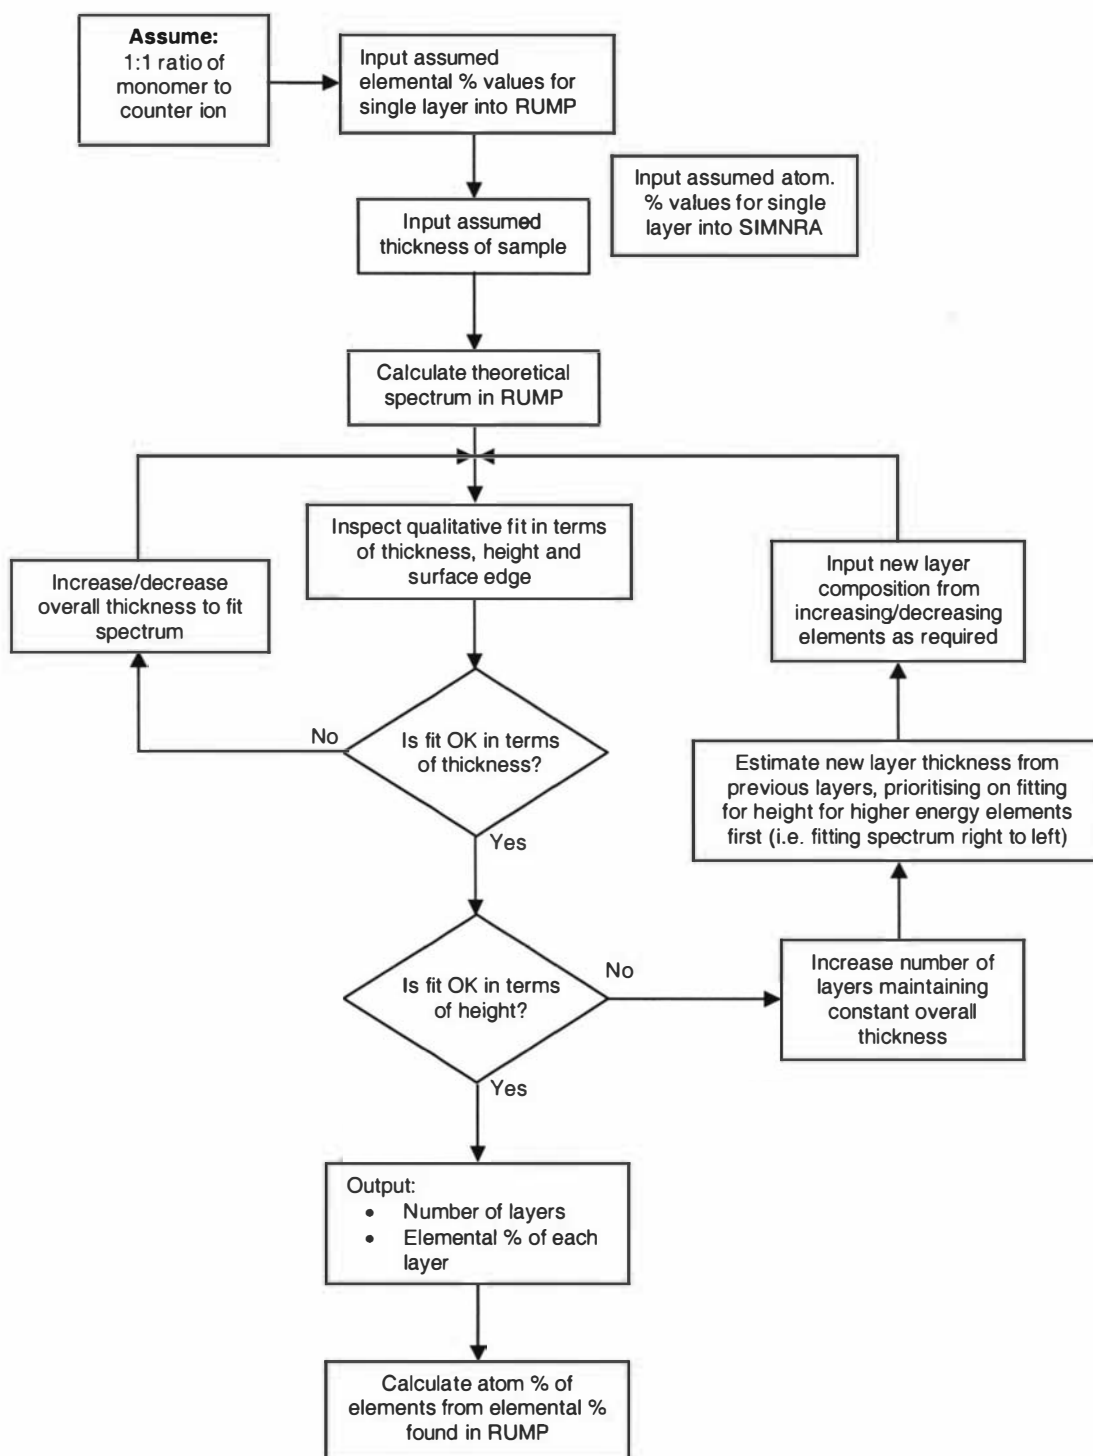 Assume:
1:1 ratio of
monomer to
counter ion
Input assumed
elemental % values for
single layer into RUMP
Input assumed atom.
% values for single
layer into SIMNRA
Input assumed
thickness of sample
Calculate theoretical
spectrum in RUMP
Inspect qualitative fit in terms
of thickness, height and
surface edge
Increase/decrease
overall thickness to fit
spectrum
Input new layer
composition from
increasing/decreasing
elements as required
No
Is fit OK in terms
of thickness?
Estimate new layer thickness from
previous layers, prioritising on fitting
for height for higher energy elements
first (i.e. fitting spectrum right to left)
Yes
Is fit OK in terms
of height?
No
Increase number of
layers maintaining
constant overall
thickness
Yes
Output:
• Number of layers
• Elemental % of each
layer
Calculate atom % of
elements from elemental %
found in RUMP